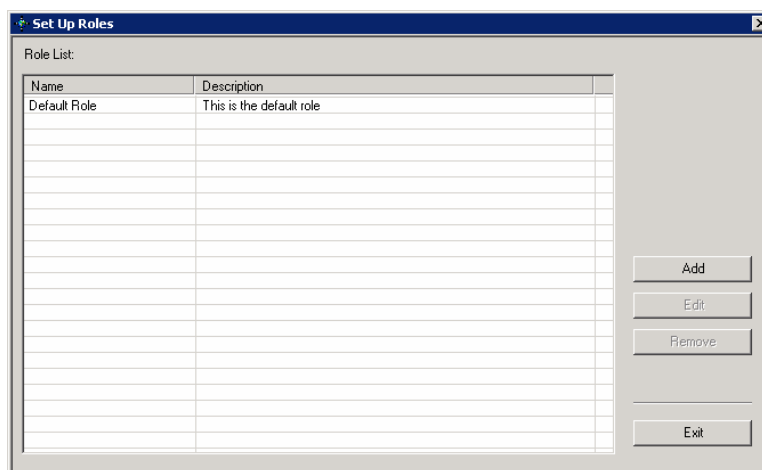 Set Up Roles
Role List:
Name Description
Default Role This is the default role
Add
Edit
Remove
Exit